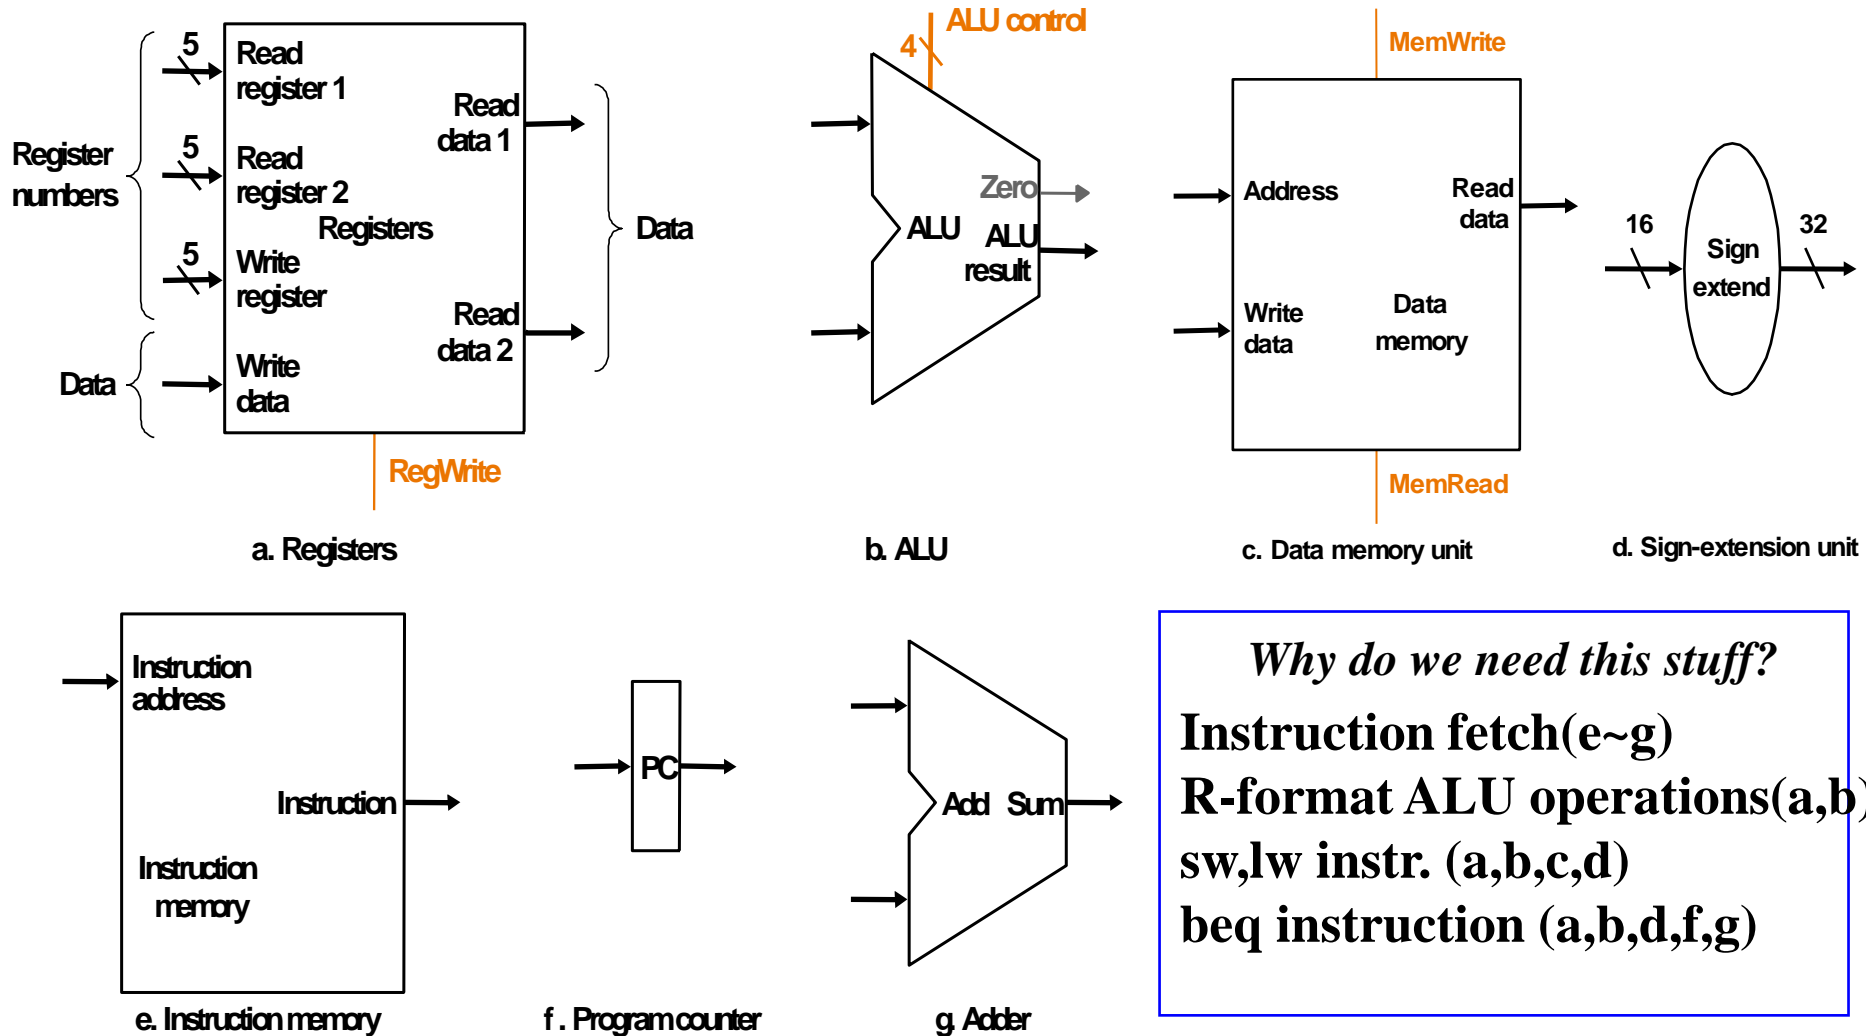 5
Read
register 1
5
Read
register 2
Registers
5
Write
register
Write
data
Read
data 1
Read
data 2
Register
numbers
Data
Data
RegWrite
a. Registers
ALU control
4
Zero
ALU
ALU
result
b. ALU
MemWrite
Address
Read
data
Write
data
Data
memory
MemRead
c. Data memory unit
16
Sign
extend
32
d. Sign-extension unit
Instruction
address
Instruction
Instruction
memory
e. Instruction memory
PC
f. Program counter
Add Sum
g. Adder
Why do we need this stuff?
Instruction fetch(e~g)
R-format ALU operations(a,b)
sw,lw instr. (a,b,c,d)
beq instruction (a,b,d,f,g)